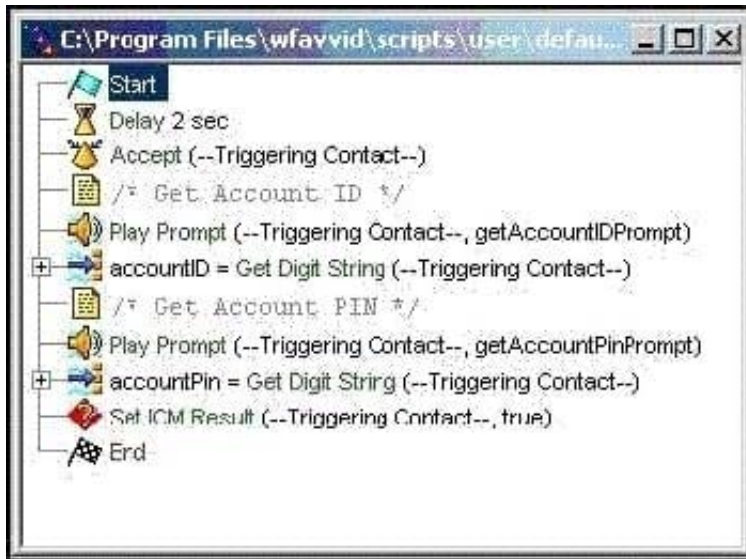 C:\Program Files\wfavvid\scripts\user\defau...
Start
Delay 2 sec
Accept (--Triggering Contact--)
/* Get Account ID */
Play Prompt (--Triggering Contact--, getAccountIDPrompt)
accountID = Get Digit String (--Triggering Contact--)
/* Get Account PIN */
Play Prompt (--Triggering Contact--, getAccountPinPrompt)
accountPin = Get Digit String (--Triggering Contact--)
Set ICM Result (--Triggering Contact--, true)
End